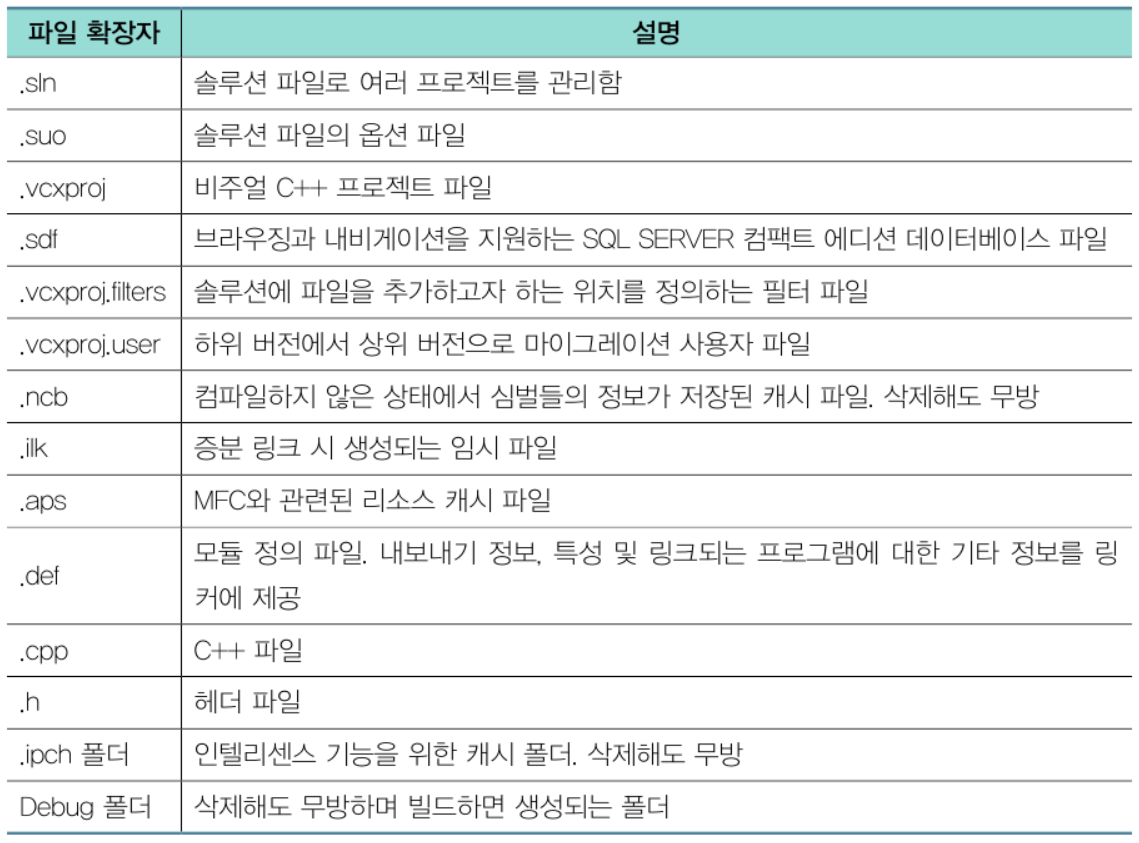 파일 확장자 설명
.sln 솔루션 파일로 여러 프로젝트를 관리함
.suo 솔루션 파일의 옵션 파일
.vcxproj 비주얼 C++ 프로젝트 파일
.sdf 브라우징과 내비게이션을 지원하는 SQL SERVER 컴팩트 에디션 데이터베이스 파일
.vcxproj.filters 솔루션에 파일을 추가하고자 하는 위치를 정의하는 필터 파일
.vcxproj.user 하위 버전에서 상위 버전으로 마이그레이션 사용자 파일
.ncb 컴파일하지 않은 상태에서 심벌들의 정보가 저장된 캐시 파일. 삭제해도 무방
.ilk 증분 링크 시 생성되는 임시 파일
.aps MFC와 관련된 리소스 캐시 파일
.def 모듈 정의 파일. 내보내기 정보, 특성 및 링크되는 프로그램에 대한 기타 정보를 링
커에 제공
.cpp C++ 파일
.h 헤더 파일
.ipch 폴더 인텔리센스 기능을 위한 캐시 폴더. 삭제해도 무방
Debug 폴더 삭제해도 무방하며 빌드하면 생성되는 폴더